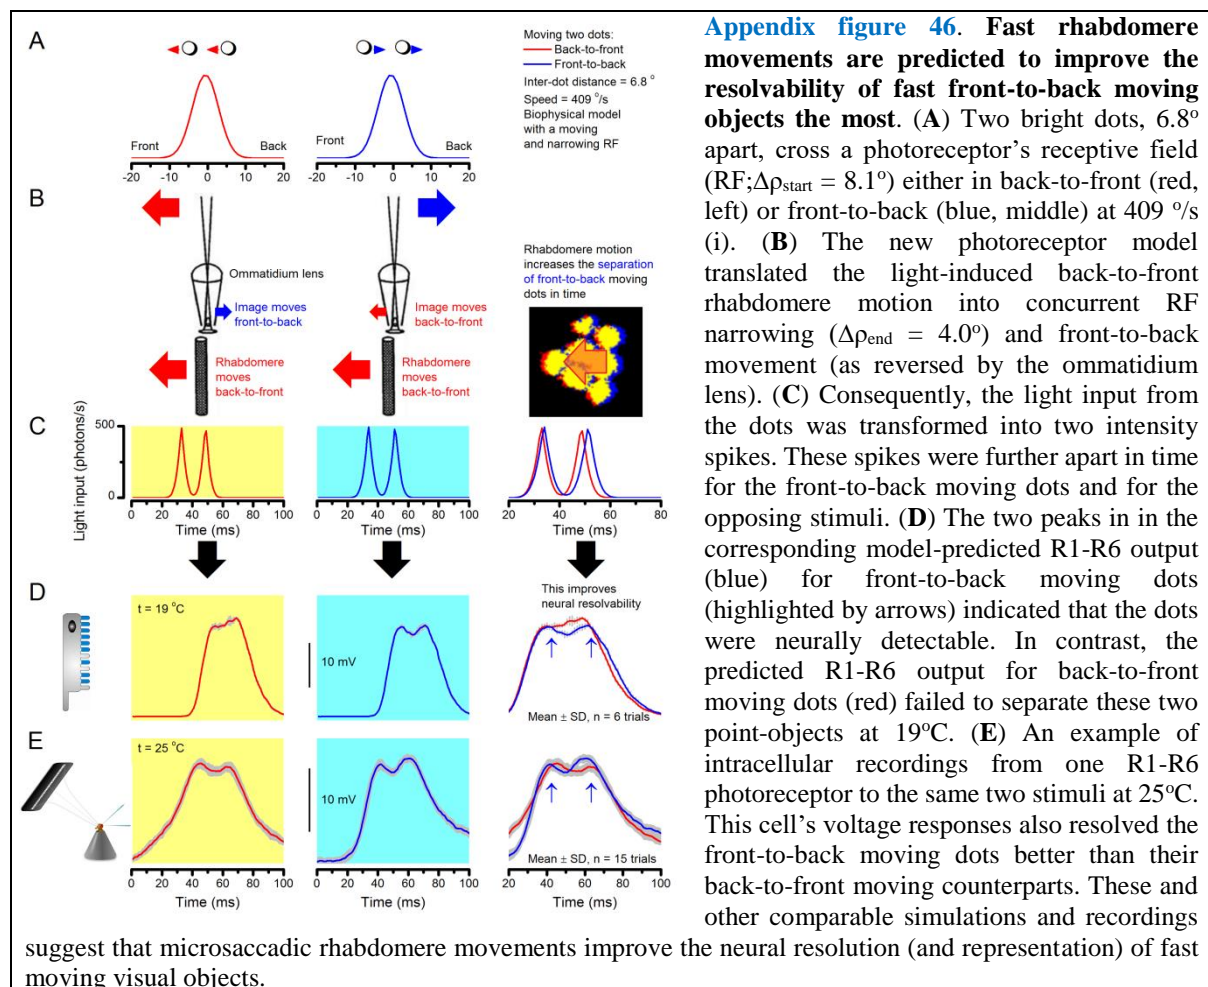 A
Moving two dots:
Back-to-front
Front-to-back
Inter-dot distance = 6.8 °
Speed = 409 °/s
Biophysical model
with a moving
and narrowing RF
Front
Back
Front
Back
-20 -10 0 10 20
-20 -10 0 10 20
B
Ommatidium lens
Image moves
front-to-back
Rhabdomere
moves
back-to-front
Image moves
back-to-front
Rhabdomere
moves
back-to-front
Rhabdomere motion
increases the separation
of front-to-back moving
dots in time
C
Light input (photons/s)
500
0
0 20 40 60 80 100
Time (ms)
0 20 40 60 80 100
Time (ms)
20 40 60 80
Time (ms)
D
t = 19 °C
10 mV
This improves
neural resolvability
Mean ± SD, n = 6 trials
E
t = 25 °C
10 mV
Mean ± SD, n = 15 trials
0 20 40 60 80 100
Time (ms)
0 20 40 60 80 100
Time (ms)
20 40 60 80 100
Time (ms)
Appendix figure 46. Fast rhabdomere
movements are predicted to improve the
resolvability of fast front-to-back moving
objects the most. (A) Two bright dots, 6.8o
apart, cross a photoreceptor's receptive field
(RF;Δρstart = 8.1o) either in back-to-front (red,
left) or front-to-back (blue, middle) at 409 o/s
(i). (B) The new photoreceptor model
translated the light-induced back-to-front
rhabdomere motion into concurrent RF
narrowing (Δρend = 4.0o) and front-to-back
movement (as reversed by the ommatidium
lens). (C) Consequently, the light input from
the dots was transformed into two intensity
spikes. These spikes were further apart in time
for the front-to-back moving dots and for the
opposing stimuli. (D) The two peaks in in the
corresponding model-predicted R1-R6 output
(blue) for front-to-back moving dots
(highlighted by arrows) indicated that the dots
were neurally detectable. In contrast, the
predicted R1-R6 output for back-to-front
moving dots (red) failed to separate these two
point-objects at 19oC. (E) An example of
intracellular recordings from one R1-R6
photoreceptor to the same two stimuli at 25oC.
This cell's voltage responses also resolved the
front-to-back moving dots better than their
back-to-front moving counterparts. These and
other comparable simulations and recordings
suggest that microsaccadic rhabdomere movements improve the neural resolution (and representation) of fast
moving visual objects.